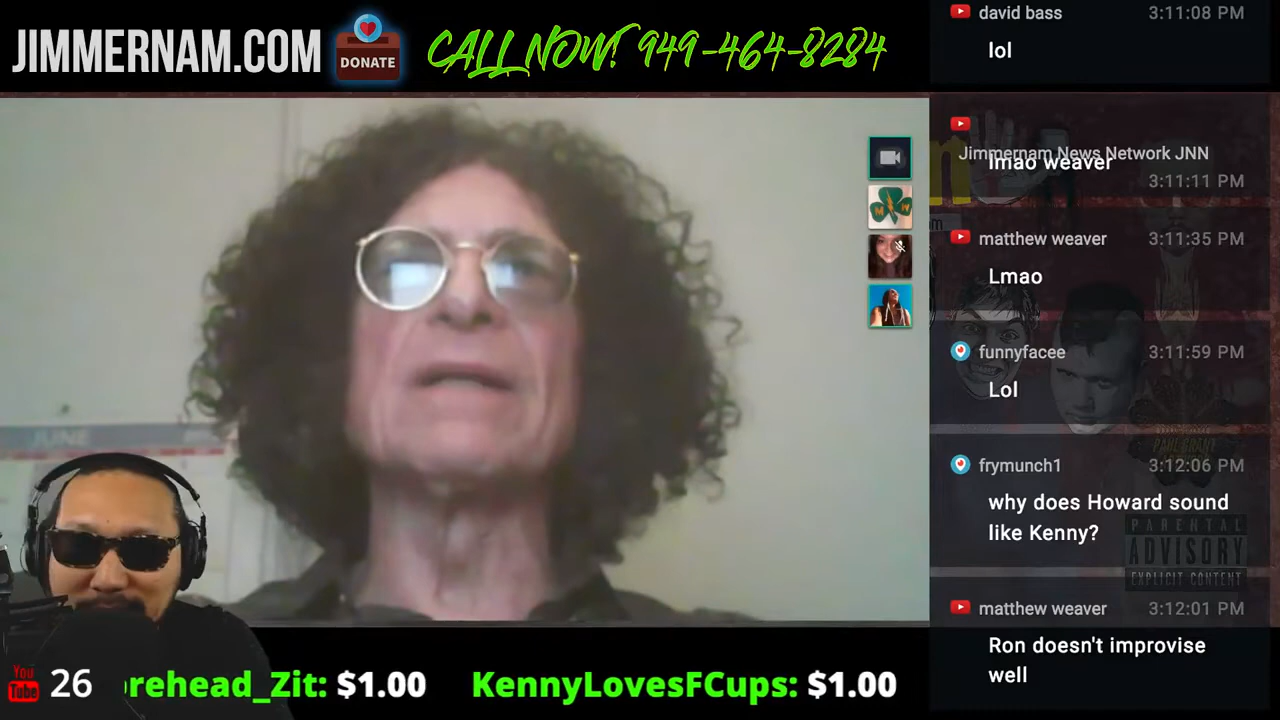 JIMMERNAM.COM
DONATE
CALL NOW! 949-464-8284
david bass 3:11:08 PM
lol
Jimmernam News Network JNN
lmao weaver
3:11:11 PM
matthew weaver 3:11:35 PM
Lmao
funnyfacee 3:11:59 PM
Lol
frymunch1 3:12:06 PM
why does Howard sound
like Kenny?
PARENTAL
ADVISORY
EXPLICIT CONTENT
matthew weaver 3:12:01 PM
Ron doesn't improvise
well
JUNE
You
Tube
26 rehead_Zit: $1.00 KennyLovesFCups: $1.00